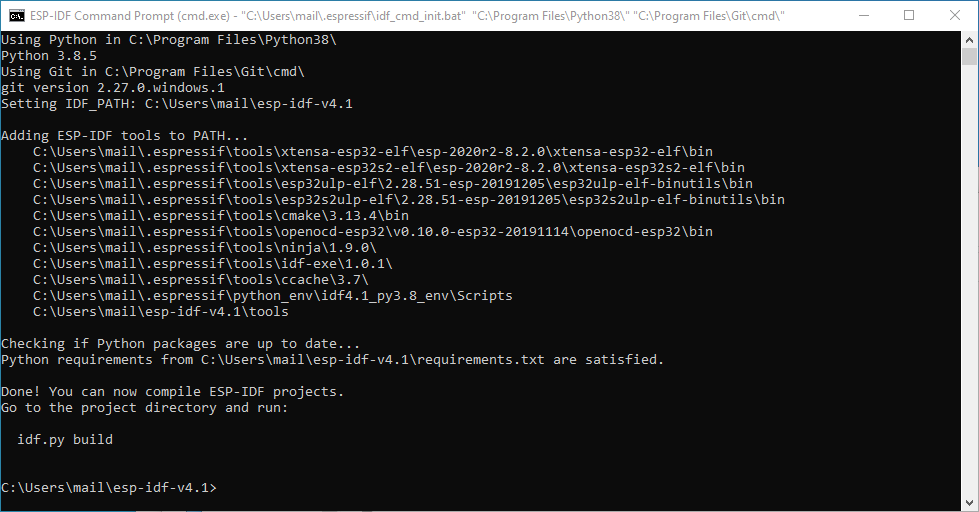 ESP-IDF Command Prompt (cmd.exe) - "C:\Users\mail\.espressif\idf_cmd_init.bat"  "C:\Program Files\Python38\" "C:\Program Files\Git\cmd\"
Using Python in C:\Program Files\Python38\
Python 3.8.5
Using Git in C:\Program Files\Git\cmd\
git version 2.27.0.windows.1
Setting IDF_PATH: C:\Users\mail\esp-idf-v4.1

Adding ESP-IDF tools to PATH...
    C:\Users\mail\.espressif\tools\xtensa-esp32-elf\esp-2020r2-8.2.0\xtensa-esp32-elf\bin
    C:\Users\mail\.espressif\tools\xtensa-esp32s2-elf\esp-2020r2-8.2.0\xtensa-esp32s2-elf\bin
    C:\Users\mail\.espressif\tools\esp32ulp-elf\2.28.51-esp-20191205\esp32ulp-elf-binutils\bin
    C:\Users\mail\.espressif\tools\esp32s2ulp-elf\2.28.51-esp-20191205\esp32s2ulp-elf-binutils\bin
    C:\Users\mail\.espressif\tools\cmake\3.13.4\bin
    C:\Users\mail\.espressif\tools\openocd-esp32\v0.10.0-esp32-20191114\openocd-esp32\bin
    C:\Users\mail\.espressif\tools\ninja\1.9.0\
    C:\Users\mail\.espressif\tools\idf-exe\1.0.1\
    C:\Users\mail\.espressif\tools\ccache\3.7\
    C:\Users\mail\.espressif\python_env\idf4.1_py3.8_env\Scripts
    C:\Users\mail\esp-idf-v4.1\tools

Checking if Python packages are up to date...
Python requirements from C:\Users\mail\esp-idf-v4.1\requirements.txt are satisfied.

Done! You can now compile ESP-IDF projects.
Go to the project directory and run:

  idf.py build

C:\Users\mail\esp-idf-v4.1>